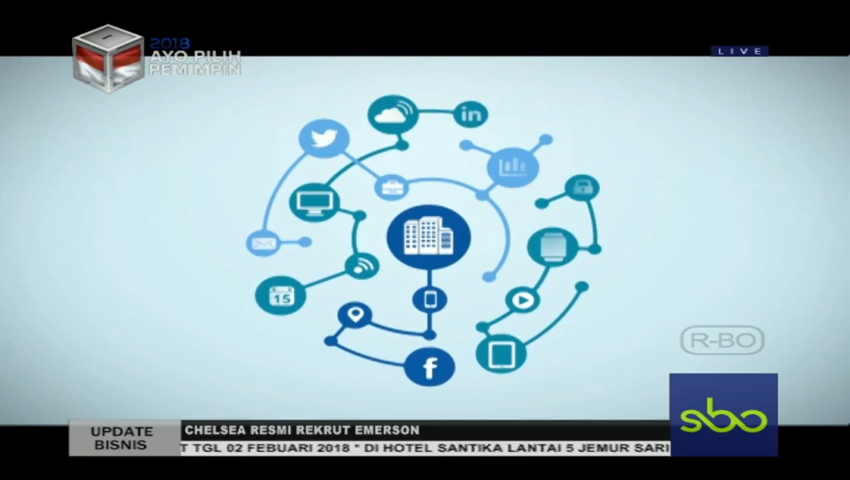 2018
AYO PILIH
PEMIMPIN
LIVE
in
15
f
R-BO
sbo
UPDATE
BISNIS
CHELSEA RESMI REKRUT EMERSON
T TGL 02 FEBUARI 2018 * DI HOTEL SANTIKA LANTAI 5 JEMUR SARI